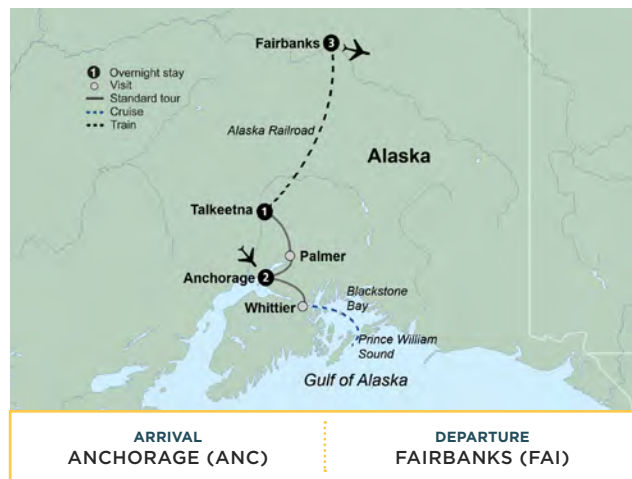 Fairbanks 3
1 Overnight stay
Visit
Standard tour
Cruise
Train
Alaska Railroad
Alaska
Talkeetna 1
Palmer
Anchorage 2
Blackstone
Bay
Whittier
Prince William
Sound
Gulf of Alaska
ARRIVAL
ANCHORAGE (ANC)
DEPARTURE
FAIRBANKS (FAI)